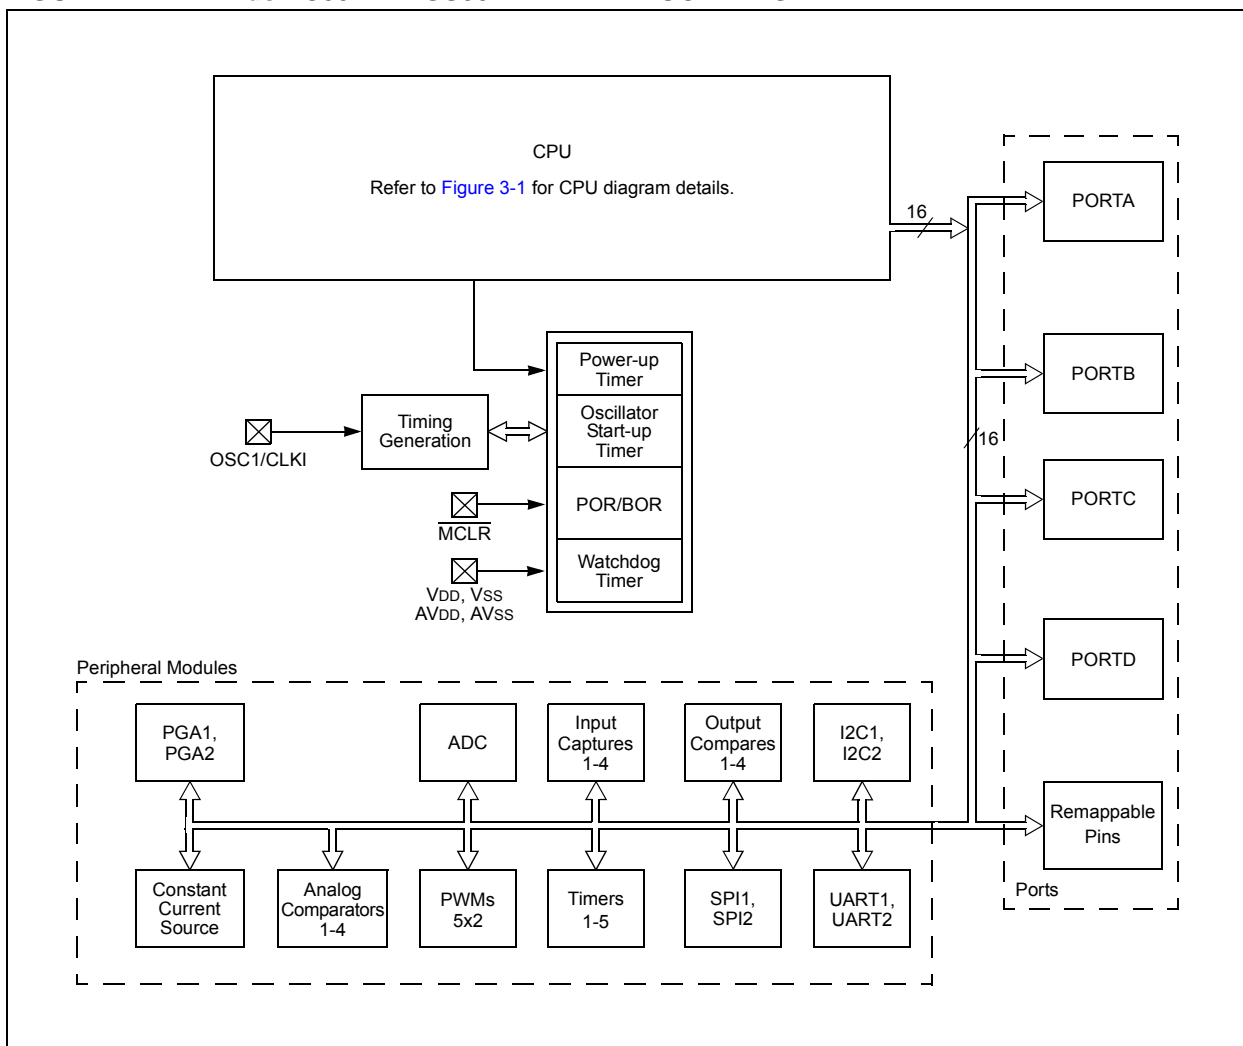 CPU
Refer to Figure 3-1 for CPU diagram details.
16
PORTA
Power-up
Timer
PORTB
Oscillator
Start-up
Timer
Timing
Generation
OSC1/CLKI
16
POR/BOR
MCLR
PORTC
Watchdog
Timer
VDD, VSS
AVDD, AVSS
PORTD
Peripheral Modules
PGA1,
PGA2
ADC
Input
Captures
1-4
Output
Compares
1-4
I2C1,
I2C2
Remappable
Pins
Constant
Current
Source
Analog
Comparators
1-4
PWMs
5x2
Timers
1-5
SPI1,
SPI2
UART1,
UART2
Ports